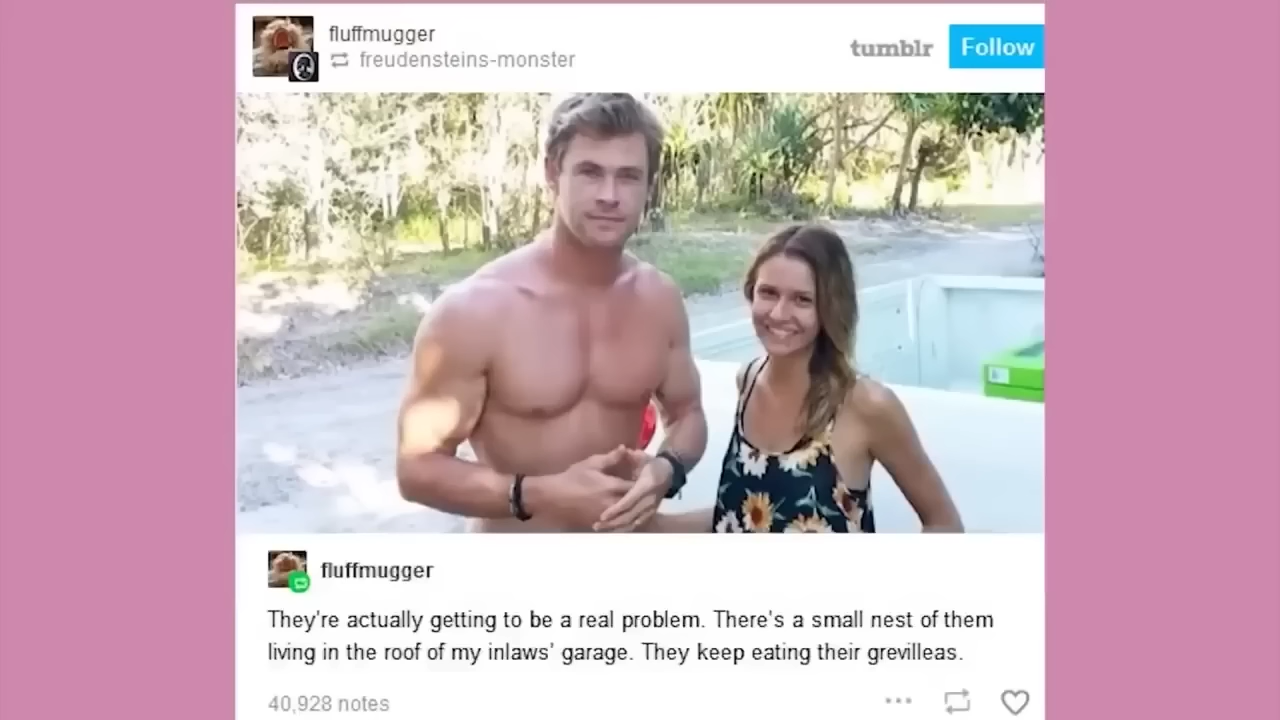 fluffmugger
freudensteins-monster
tumblr
Follow
fluffmugger
They're actually getting to be a real problem. There's a small nest of them
living in the roof of my inlaws' garage. They keep eating their grevilleas.
40,928 notes